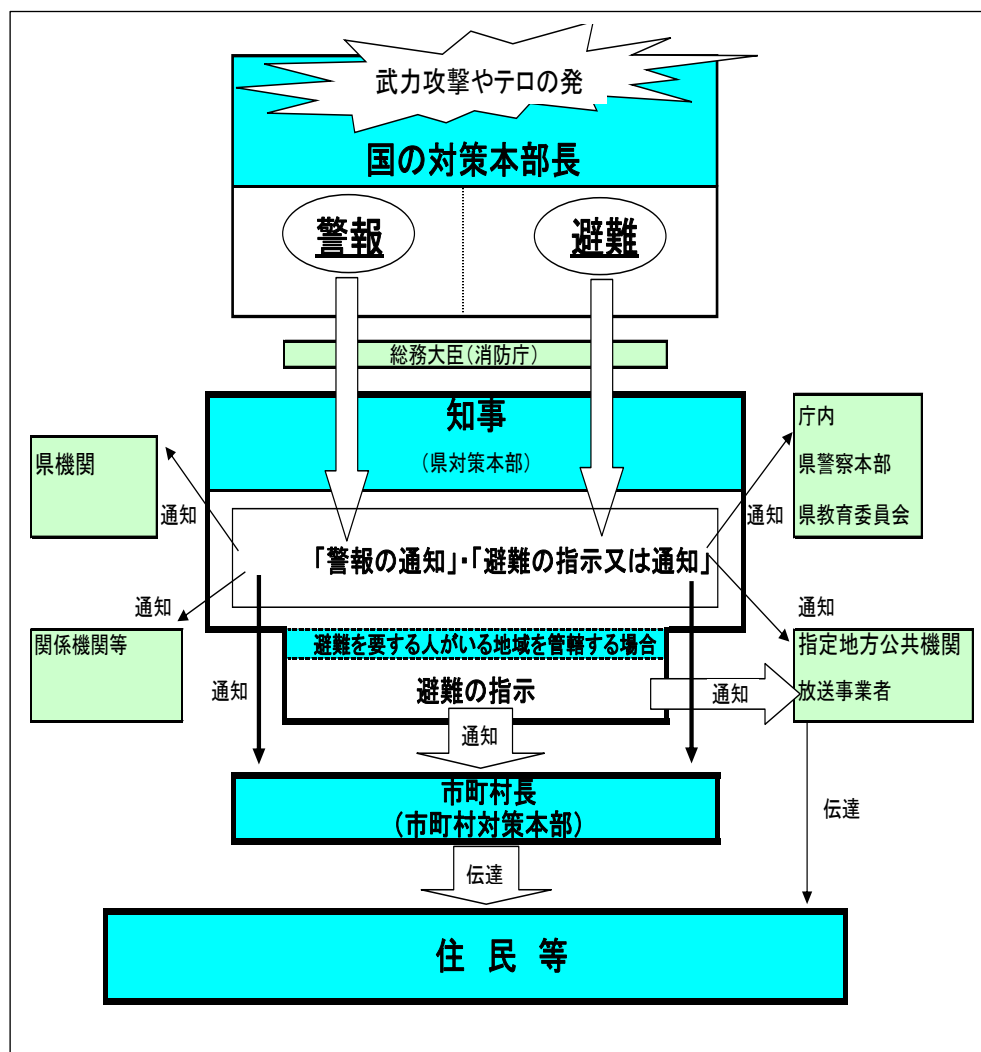 武力攻撃やテロの発
国の対策本部長
警報
避難
総務大臣(消防庁)
知事
(県対策本部)
県機関
庁内
県警察本部
県教育委員会
通知
通知
「警報の通知」・「避難の指示又は通知」
通知
通知
関係機関等
避難を要する人がいる地域を管轄する場合
指定地方公共機関
放送事業者
避難の指示
通知
通知
通知
市町村長
(市町村対策本部)
伝達
伝達
住 民 等